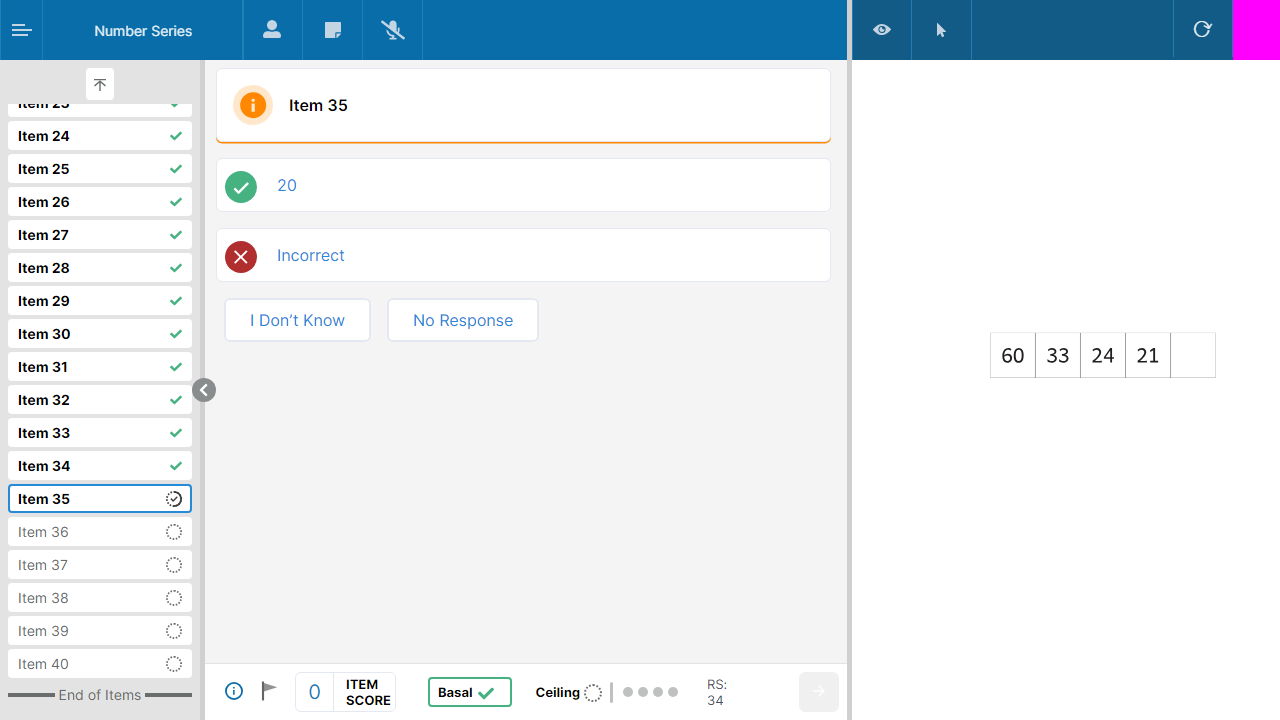 Number Series
Item 23
Item 24
Item 25
Item 26
Item 27
Item 28
Item 29
Item 30
Item 31
Item 32
Item 33
Item 34
Item 35
Item 36
Item 37
Item 38
Item 39
Item 40
End of Items
Item 35
20
Incorrect
I Don’t Know No Response
0 ITEM SCORE
Basal
Ceiling
RS:
34
60 33 24 21